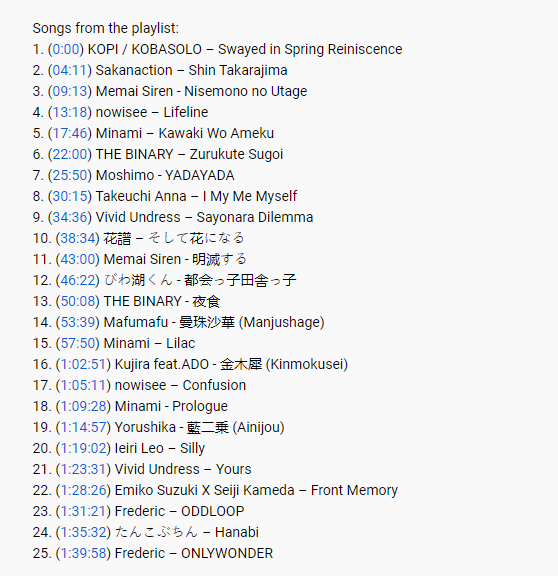 Songs from the playlist:
1. (0:00) KOPI / KOBASOLO – Swayed in Spring Reiniscence
2. (04:11) Sakanaction – Shin Takarajima
3. (09:13) Memai Siren - Nisemono no Utage
4. (13:18) nowisee – Lifeline
5. (17:46) Minami – Kawaki Wo Ameku
6. (22:00) THE BINARY – Zurukute Sugoi
7. (25:50) Moshimo - YADAYADA
8. (30:15) Takeuchi Anna – I My Me Myself
9. (34:36) Vivid Undress – Sayonara Dilemma
10. (38:34) 花譜 – そして花になる
11. (43:00) Memai Siren - 明滅する
12. (46:22) びわ湖くん - 都会っ子田舎っ子
13. (50:08) THE BINARY - 夜食
14. (53:39) Mafumafu - 曼珠沙華 (Manjushage)
15. (57:50) Minami – Lilac
16. (1:02:51) Kujira feat.ADO - 金木犀 (Kinmokusei)
17. (1:05:11) nowisee – Confusion
18. (1:09:28) Minami - Prologue
19. (1:14:57) Yorushika - 藍二乗 (Ainijou)
20. (1:19:02) Ieiri Leo – Silly
21. (1:23:31) Vivid Undress – Yours
22. (1:28:26) Emiko Suzuki X Seiji Kameda – Front Memory
23. (1:31:21) Frederic – ODDLOOP
24. (1:35:32) たんこぶちん – Hanabi
25. (1:39:58) Frederic – ONLYWONDER